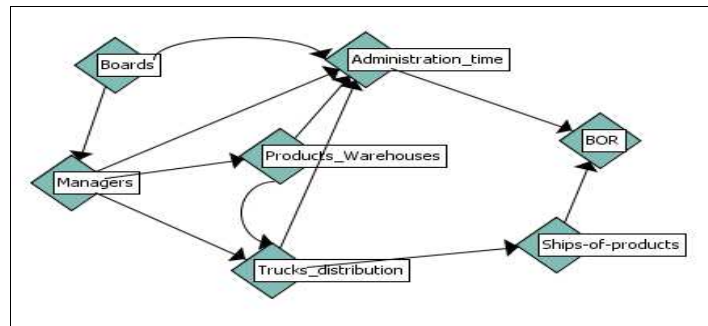 Boards
Administration_time
BOR
Products_Warehouses
Managers
Ships-of-products
Trucks_distribution